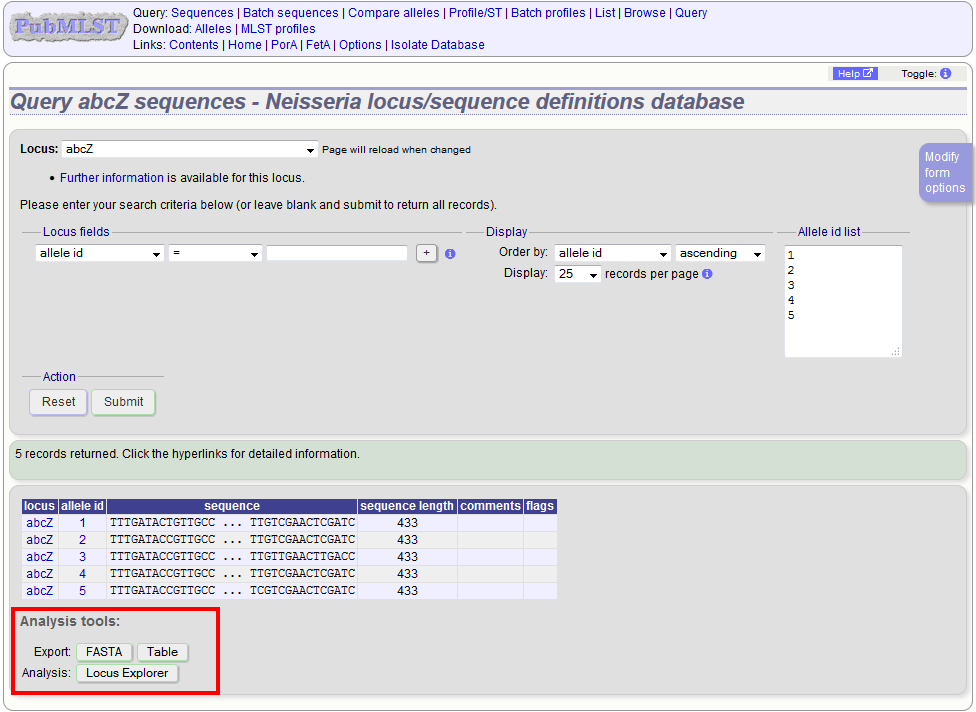 PubMLST
Query: Sequences | Batch sequences | Compare alleles | Profile/ST | Batch profiles | List | Browse | Query
Download: Alleles | MLST profiles
Links: Contents | Home | PorA | FetA | Options | Isolate Database
Help Toggle: i
Query abcZ sequences - Neisseria locus/sequence definitions database
Locus: abcZ Page will reload when changed
Modify
form
options
• Further information is available for this locus.
Please enter your search criteria below (or leave blank and submit to return all records).
Locus fields
allele id = + i
Display
Order by: allele id ascending
Display: 25 records per page i
Allele id list
1
2
3
4
5
Action
Reset Submit
5 records returned. Click the hyperlinks for detailed information.
locus allele id sequence sequence length comments flags
abcZ 1 TTTGATACTGTTGCC ... TTGTCGAACTCGATC 433
abcZ 2 TTTGATACCGTTGCC ... TTGTCGAACTCGATC 433
abcZ 3 TTTGATACCGTTGCC ... TTGTTGAACTTGACC 433
abcZ 4 TTTGATACCGTTGCC ... TTGTCGAACTCGATC 433
abcZ 5 TTTGATACCGTTGCC ... TCGTCGAACTCGATC 433
Analysis tools:
Export: FASTA Table
Analysis: Locus Explorer